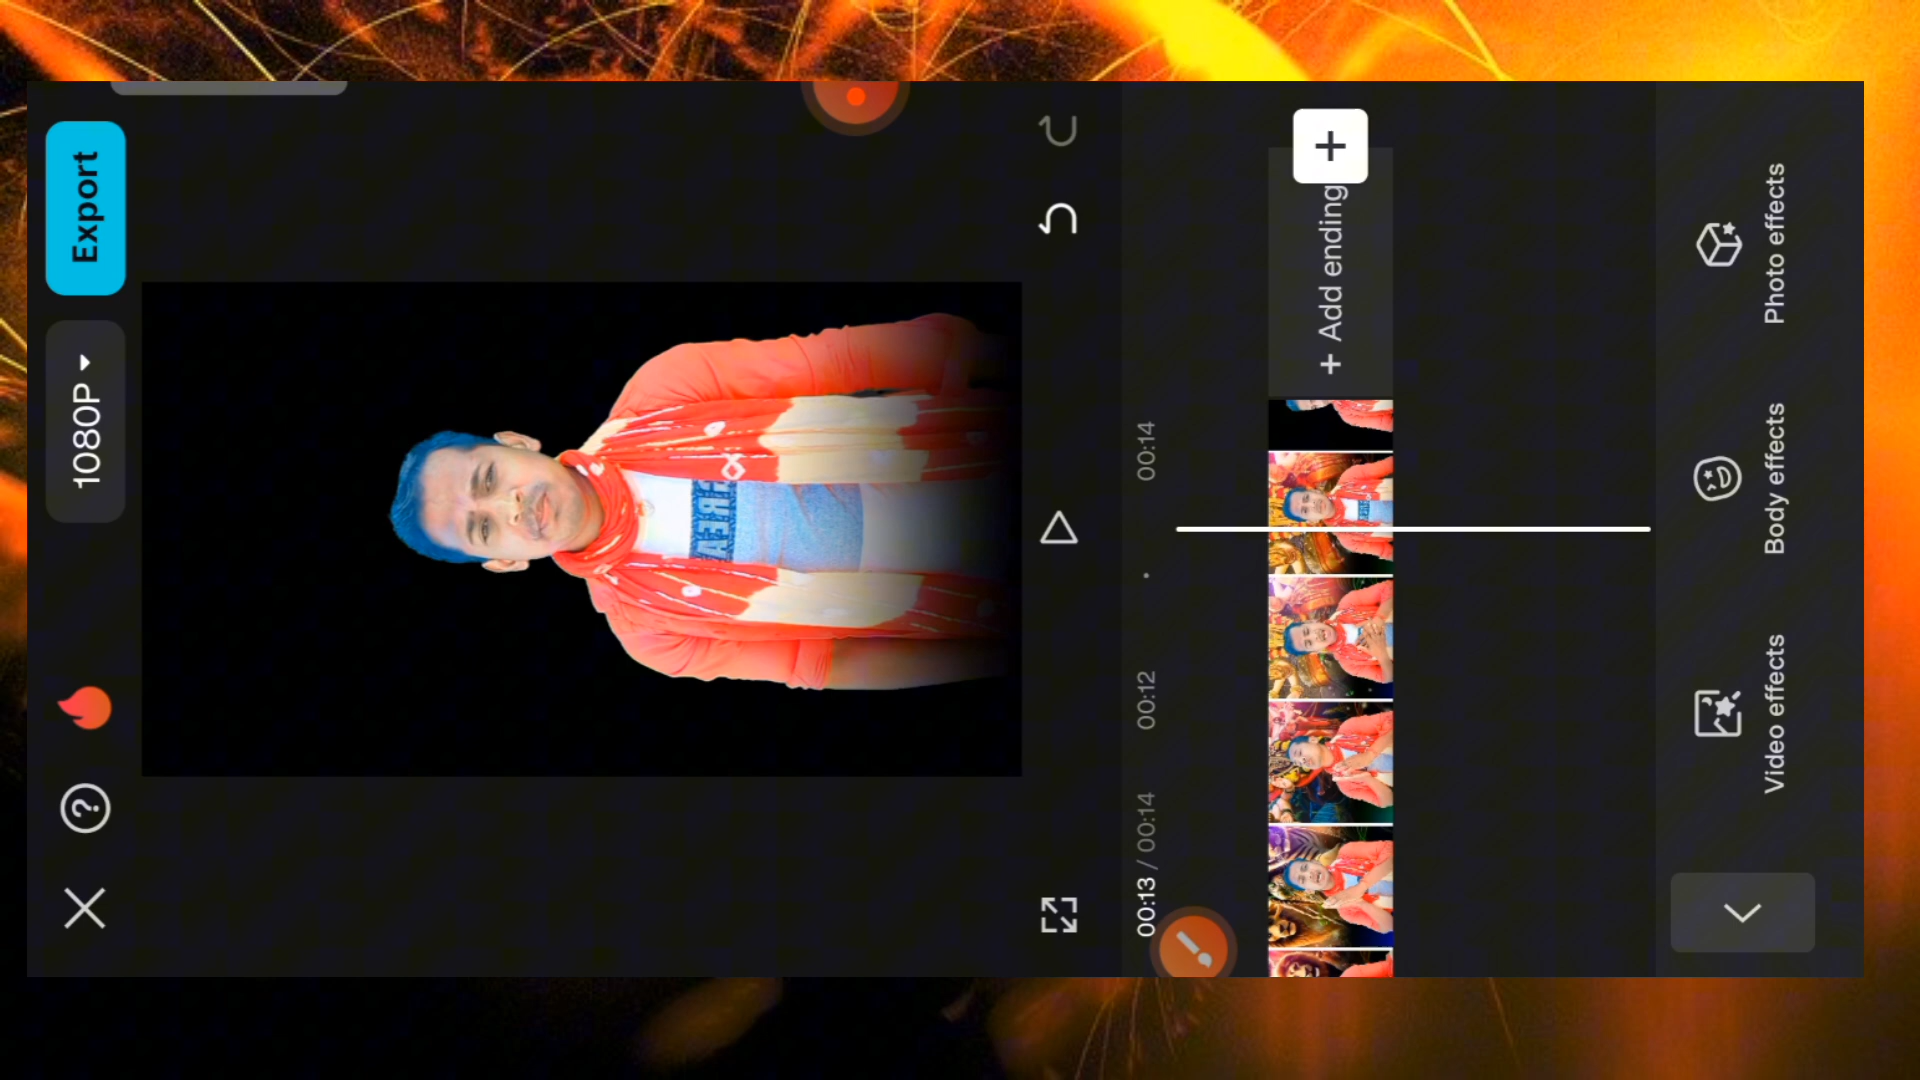 1080P
Export
00:13 / 00:14
00:12
00:14
+ Add ending
+
Video effects
Body effects
Photo effects